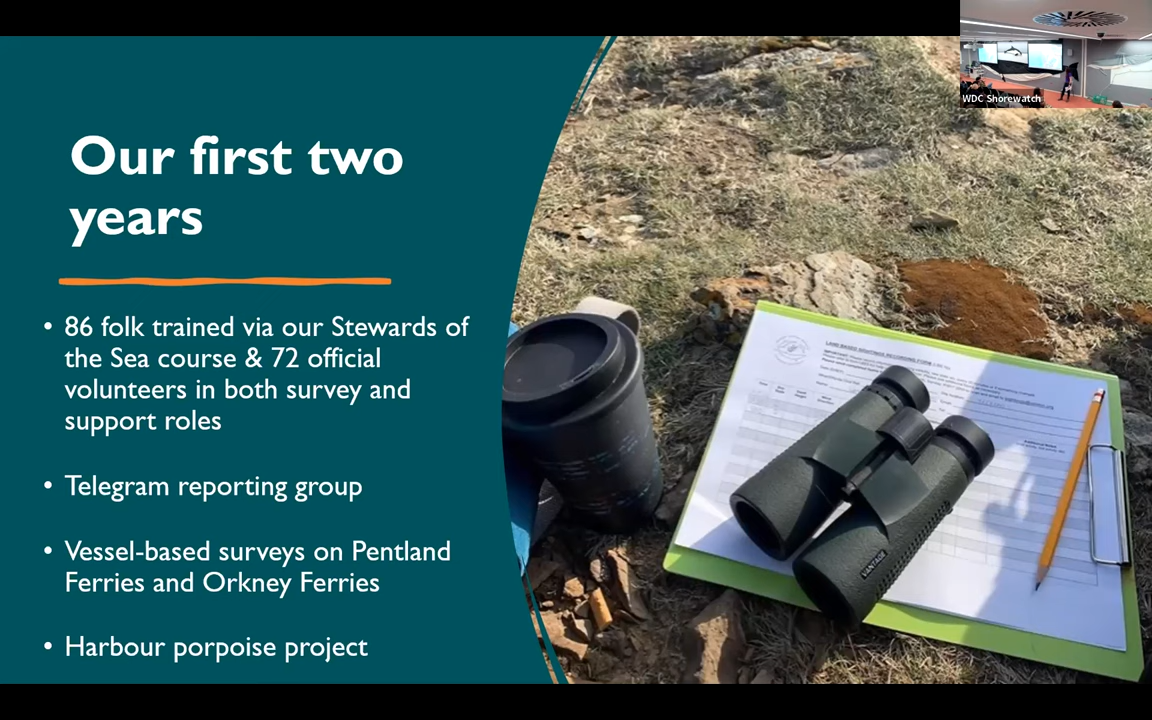 WDC Shorewatch
Our first two
years
• 86 folk trained via our Stewards of
the Sea course & 72 official
volunteers in both survey and
support roles
• Telegram reporting group
• Vessel-based surveys on Pentland
Ferries and Orkney Ferries
• Harbour porpoise project
LAND BASED SIGHTINGS RECORDING FORM
VANTAGE